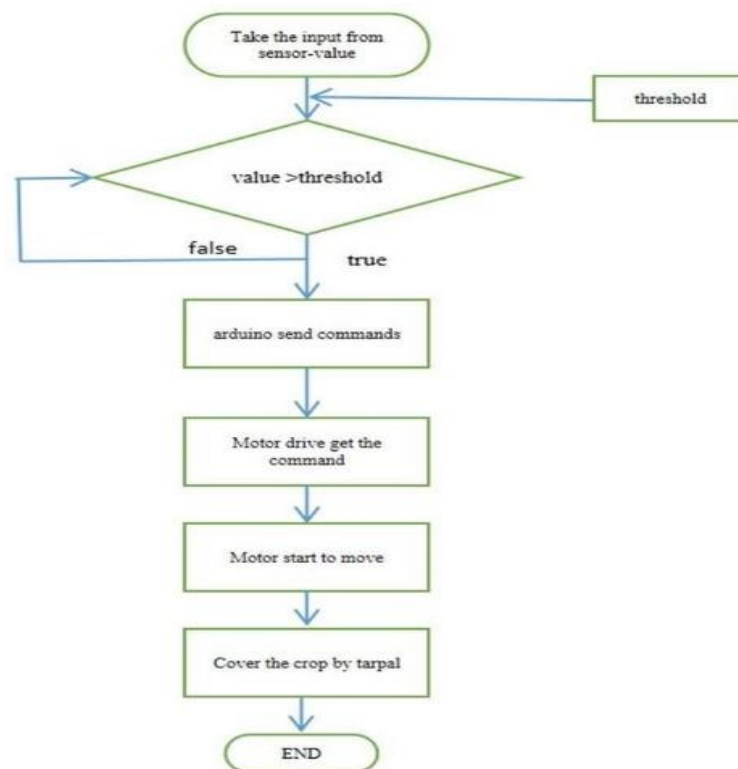 Take the input from
sensor-value
threshold
value >threshold
false
true
arduino send commands
Motor drive get the
command
Motor start to move
Cover the crop by tarpal
END